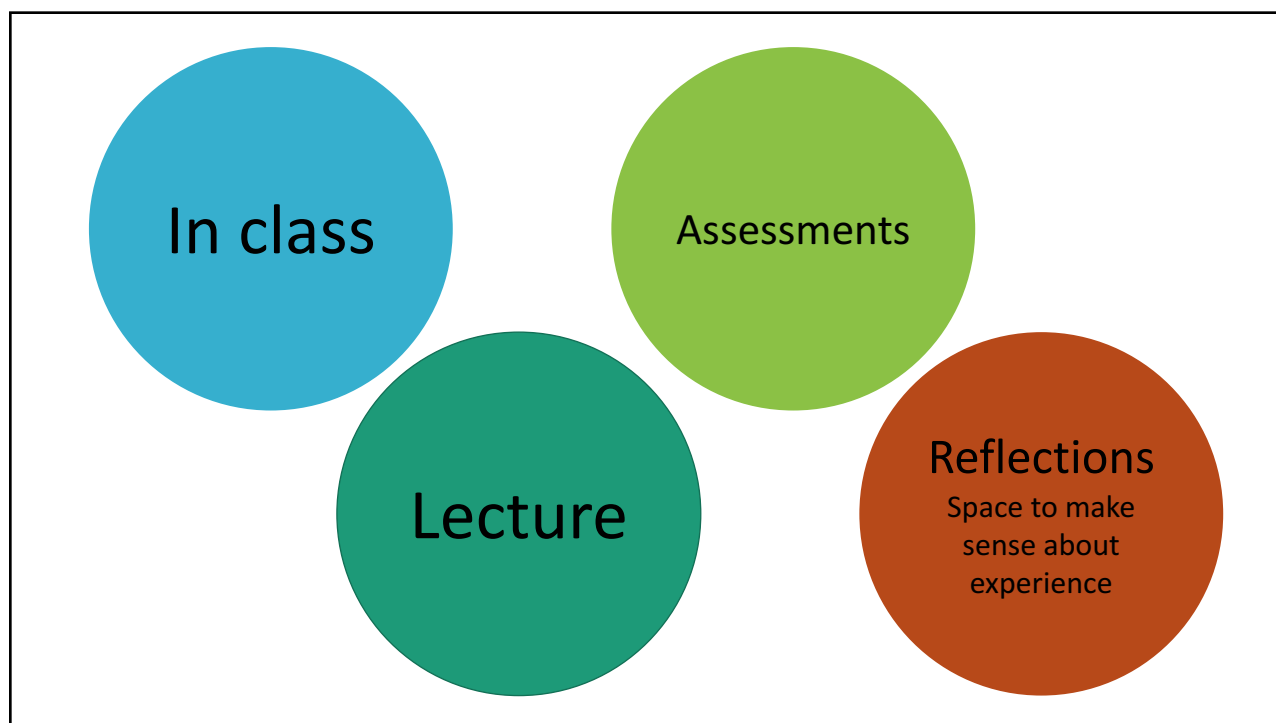 In class
Assessments
Lecture
Reflections
Space to make
sense about
experience